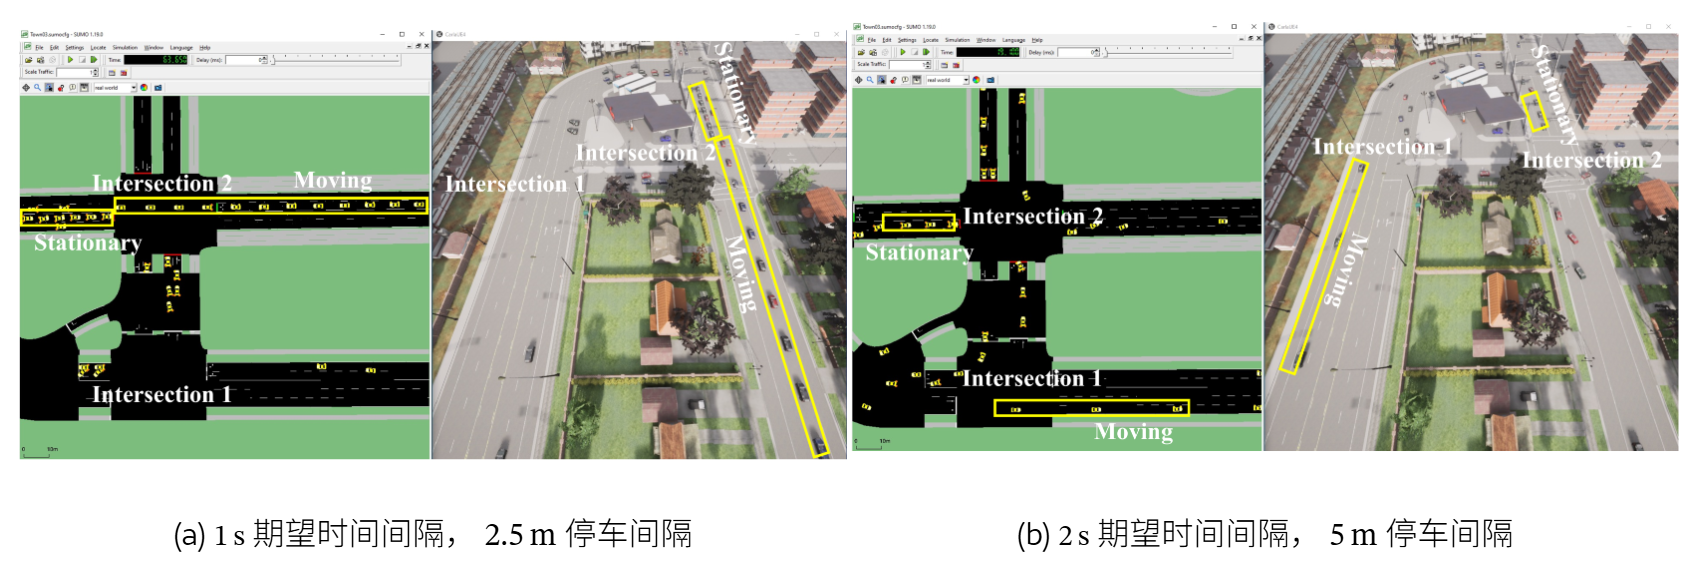 Town03.sumocfg - SUMO 1.19.0
File Edit Settings Locate Simulation Window Language Help
Time:
Delay (ms):
Scale Traffic:
real world
Intersection 2
Moving
Stationary
Intersection 1
0 10m
CarlaUE4
Stationary
Intersection 2
Intersection 1
Moving
Town03.sumocfg - SUMO 1.19.0
File Edit Settings Locate Simulation Window Language Help
Time:
Delay (ms):
Scale Traffic:
real world
Intersection 2
Stationary
Intersection 1
Moving
0 10m
CarlaUE4
Stationary
Intersection 1
Intersection 2
Moving
(a) 1 s 期望时间间隔， 2.5 m 停车间隔
(b) 2 s 期望时间间隔， 5 m 停车间隔